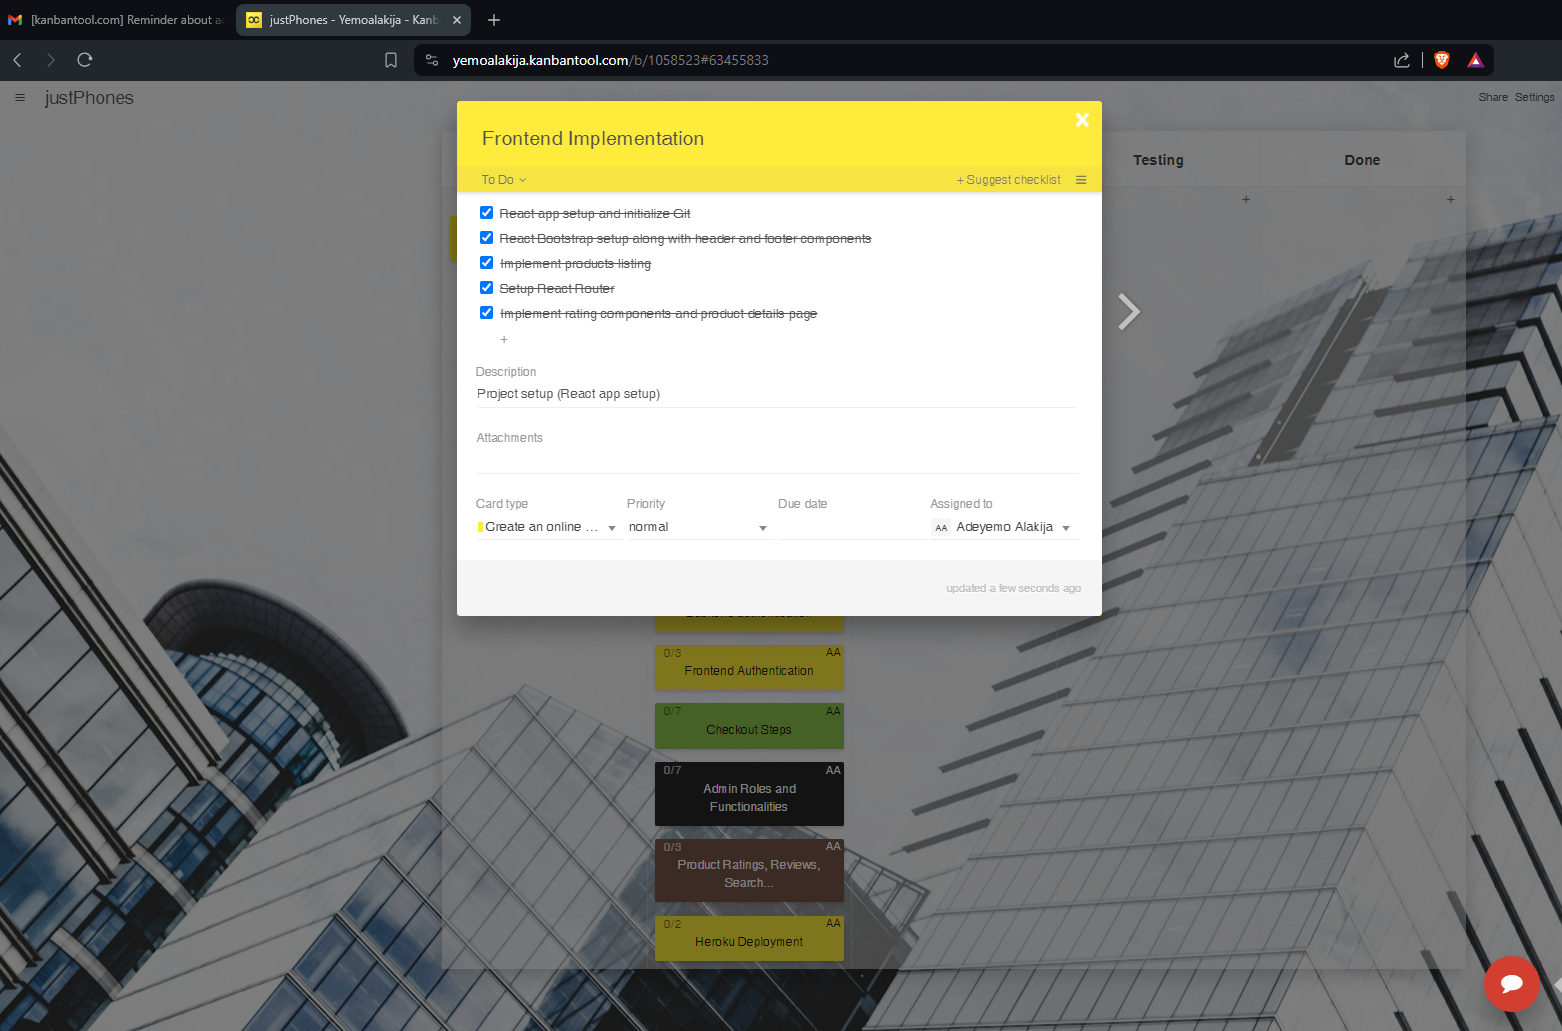 [kanbantool.com] Reminder about a
justPhones - Yemoalakija - Kanb
yemoalakija.kanbantool.com/b/1058523#63455833
justPhones
Share Settings
Frontend Implementation
To Do
+ Suggest checklist
React app setup and initialize Git
React Bootstrap setup along with header and footer components
Implement products listing
Setup React Router
Implement rating components and product details page
+
Description
Project setup (React app setup)
Attachments
Card type Priority Due date Assigned to
Create an online ... normal AA Adeyemo Alakija
updated a few seconds ago
Testing Done
+ +
0/3 AA
Frontend Authentication
0/7 AA
Checkout Steps
0/7 AA
Admin Roles and
Functionalities
0/3 AA
Product Ratings, Reviews,
Search...
0/2 AA
Heroku Deployment